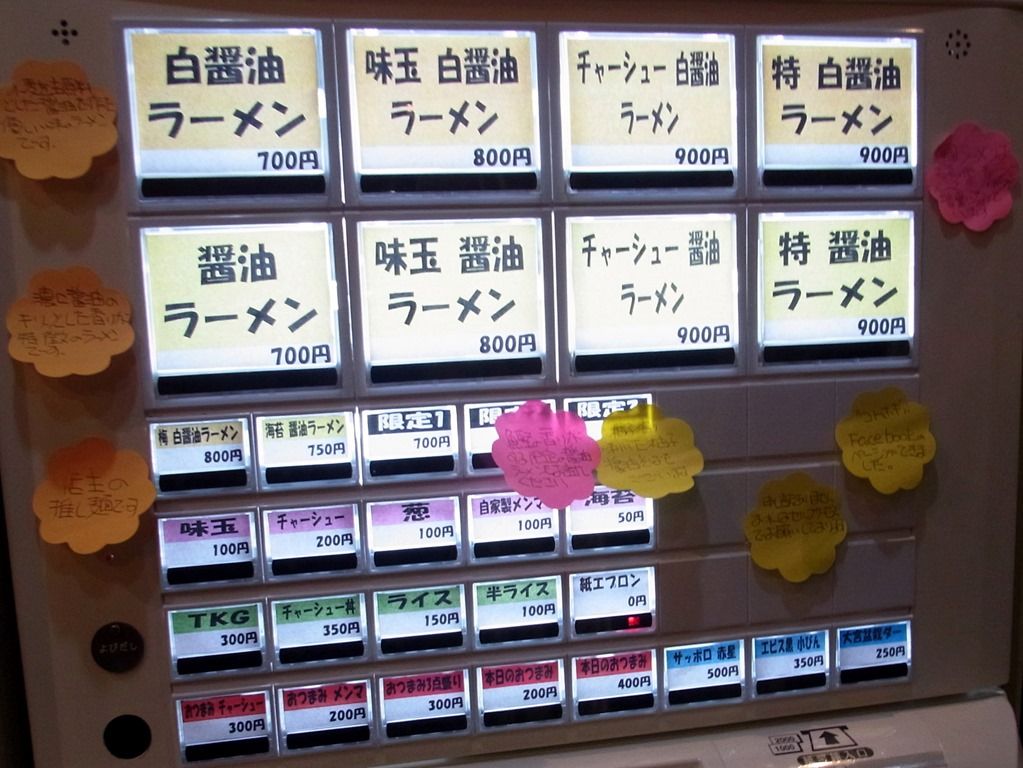 白醤油
ラーメン
700円
味玉 白醤油
ラーメン
800円
チャーシュー 白醤油
ラーメン
900円
特 白醤油
ラーメン
900円
醤油
ラーメン
700円
味玉 醤油
ラーメン
800円
チャーシュー 醤油
ラーメン
900円
特 醤油
ラーメン
900円
梅 白醤油ラーメン
800円
海苔 醤油ラーメン
750円
限定1
700円
味玉
100円
チャーシュー
200円
葱
100円
自家製メンマ
100円
海苔
50円
TKG
300円
チャーシュー丼
350円
ライス
150円
半ライス
100円
紙エプロン
0円
おつまみ チャーシュー
300円
おつまみ メンマ
200円
おつまみ3点盛り
300円
本日のおつまみ
200円
本日のおつまみ
400円
サッポロ 赤星
500円
エビス黒 小びん
350円
大宮盆栽ダー
250円
店主の
推し麺です
Facebookの
よびだし
2000
1000